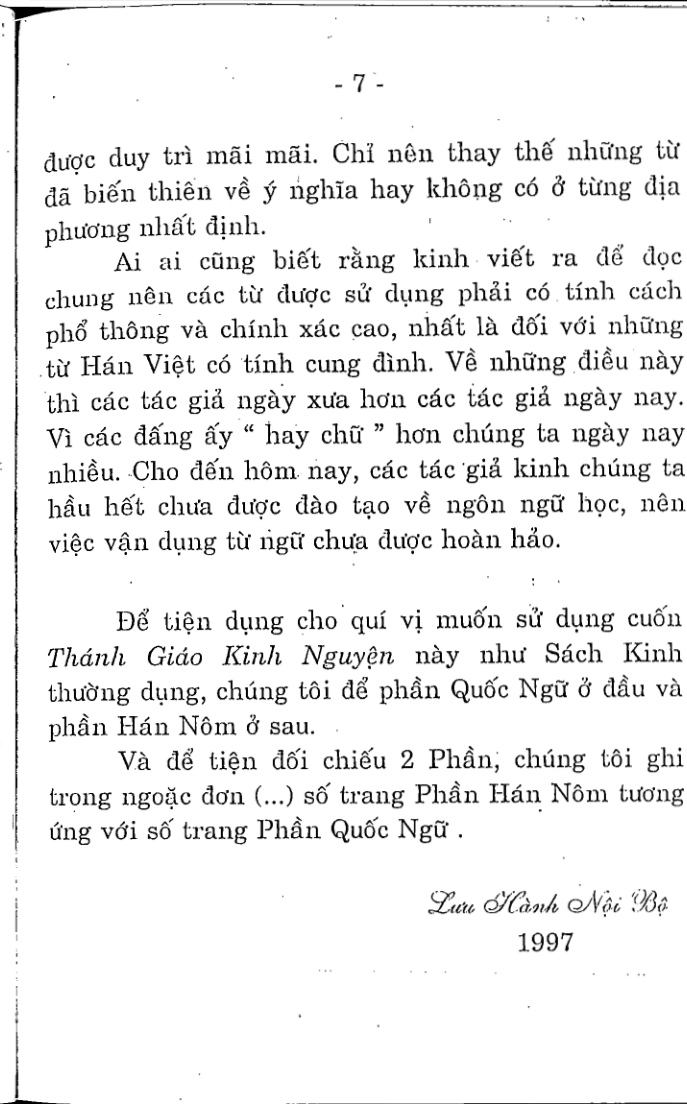 - 7 -
được duy trì mãi mãi. Chỉ nên thay thế những từ
đã biến thiên về ý nghĩa hay không có ở từng địa
phương nhất định.
Ai ai cũng biết rằng kinh viết ra để đọc
chung nên các từ được sử dụng phải có tính cách
phổ thông và chính xác cao, nhất là đối với những
từ Hán Việt có tính cung đình. Về những điều này
thì các tác giả ngày xưa hơn các tác giả ngày nay.
Vì các đấng ấy “ hay chữ ” hơn chúng ta ngày nay
nhiều. Cho đến hôm nay, các tác giả kinh chúng ta
hầu hết chưa được đào tạo về ngôn ngữ học, nên
việc vận dụng từ ngữ chưa được hoàn hảo.
Để tiện dụng cho quí vị muốn sử dụng cuốn
Thánh Giáo Kinh Nguyện này như Sách Kinh
thường dụng, chúng tôi để phần Quốc Ngữ ở đầu và
phần Hán Nôm ở sau.
Và để tiện đối chiếu 2 Phần, chúng tôi ghi
trong ngoặc đơn (...) số trang Phần Hán Nôm tương
ứng với số trang Phần Quốc Ngữ .
Lưu Hành Nội Bộ
1997